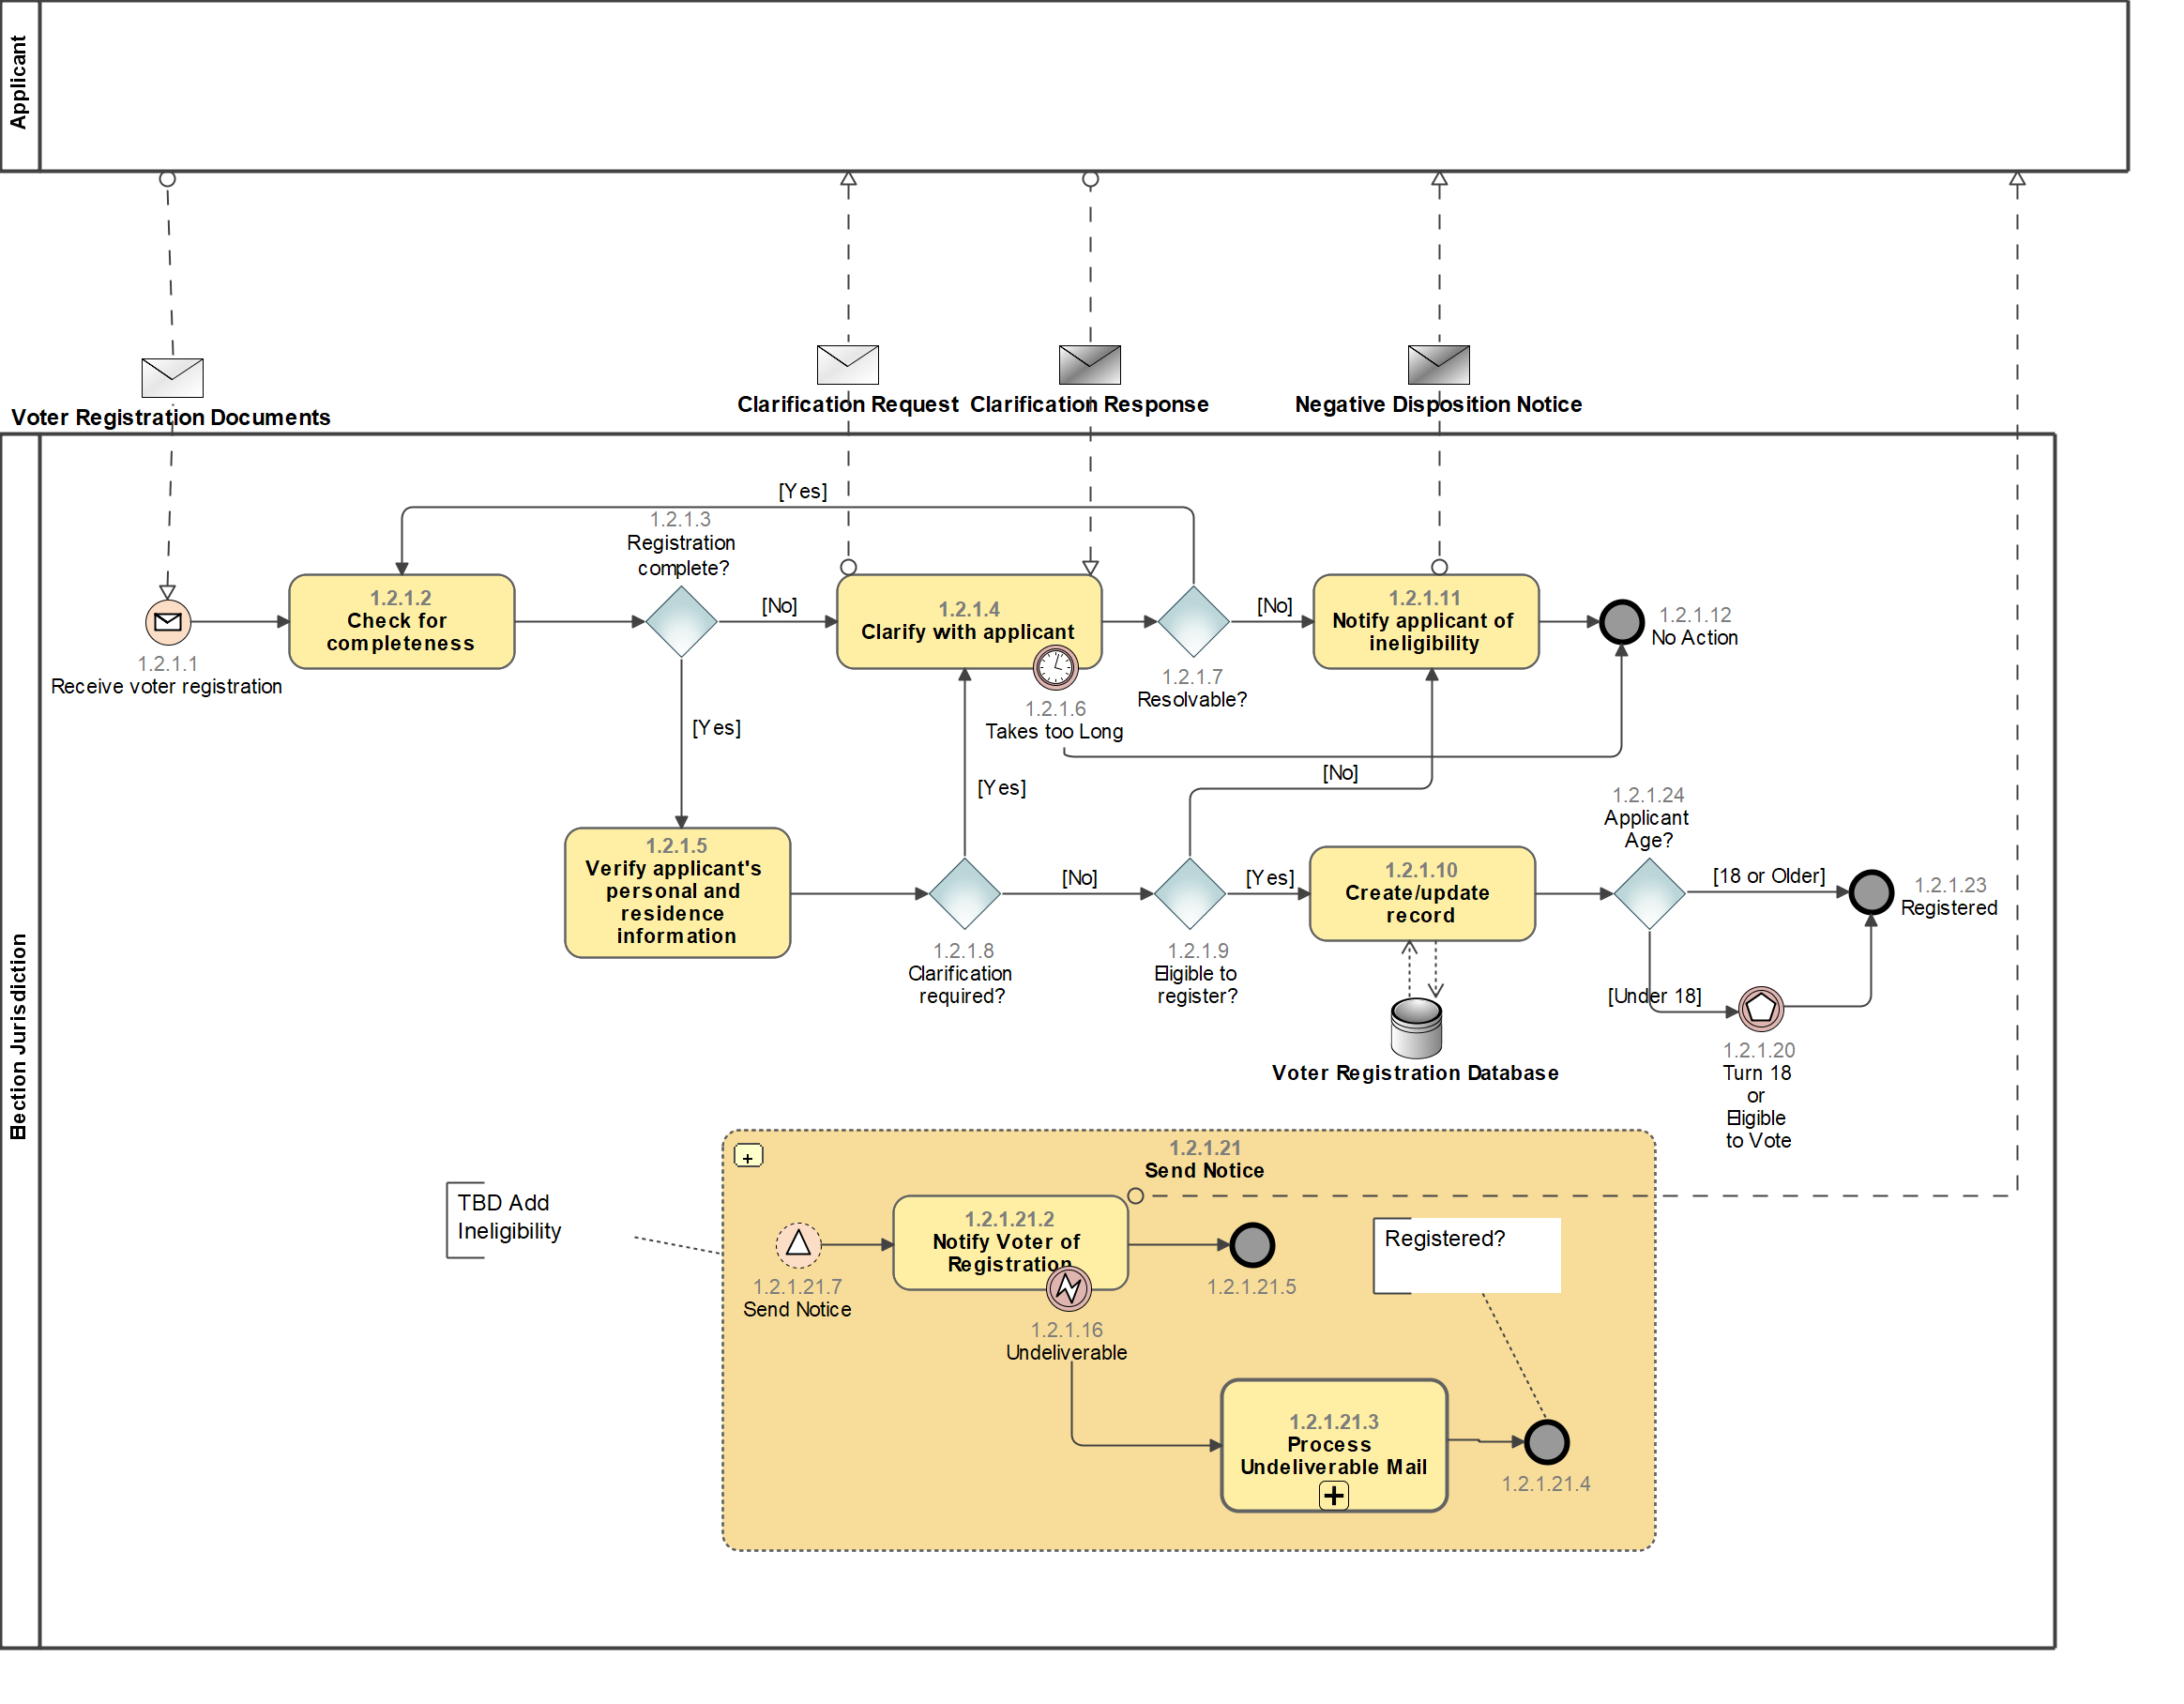 Applicant
Voter Registration Documents
Clarification Request
Clarification Response
Negative Disposition Notice
Election Jurisdiction
[Yes]
1.2.1.3
Registration
complete?
1.2.1.1
Receive voter registration
1.2.1.2
Check for
completeness
[No]
1.2.1.4
Clarify with applicant
1.2.1.6
Takes too Long
1.2.1.7
Resolvable?
[No]
1.2.1.11
Notify applicant of
ineligibility
1.2.1.12
No Action
[Yes]
[Yes]
[No]
1.2.1.5
Verify applicant's
personal and
residence
information
1.2.1.8
Clarification
required?
[No]
1.2.1.9
Eligible to
register?
[Yes]
1.2.1.10
Create/update
record
Voter Registration Database
1.2.1.24
Applicant
Age?
[18 or Older]
1.2.1.23
Registered
[Under 18]
1.2.1.20
Turn 18
or
Eligible
to Vote
TBD Add
Ineligibility
1.2.1.21
Send Notice
1.2.1.21.7
Send Notice
1.2.1.21.2
Notify Voter of
Registration
1.2.1.16
Undeliverable
1.2.1.21.5
Registered?
1.2.1.21.3
Process
Undeliverable Mail
1.2.1.21.4